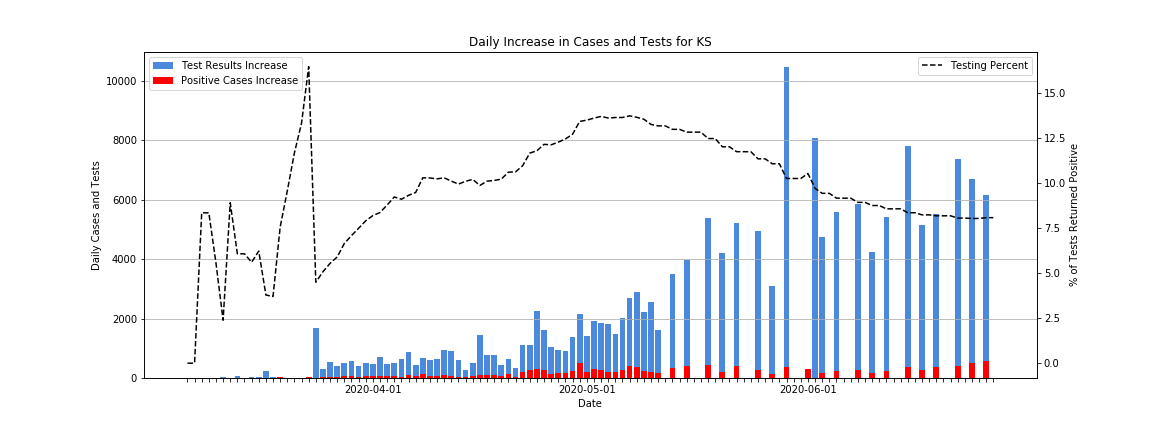 Daily Increase in Cases and Tests for KS
Test Results Increase
Positive Cases Increase
Testing Percent
10000
8000
6000
4000
2000
0
Daily Cases and Tests
15.0
12.5
10.0
7.5
5.0
2.5
0.0
% of Tests Returned Positive
2020-04-01
2020-05-01
2020-06-01
Date